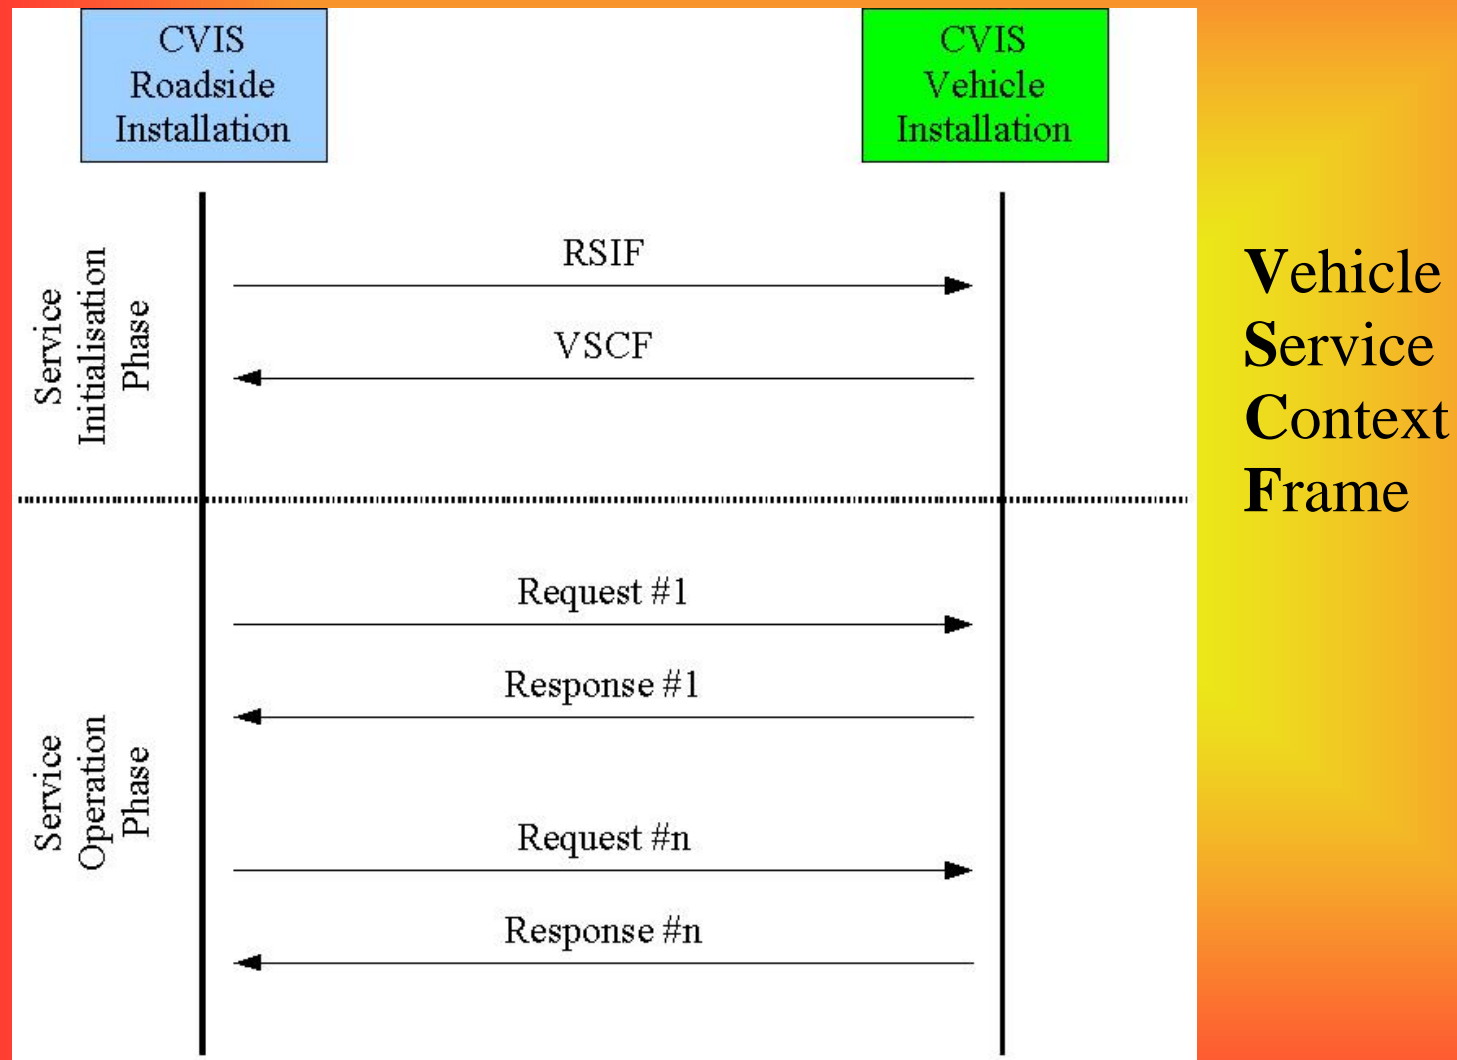 CVIS
Roadside
Installation
CVIS
Vehicle
Installation
Service
Initialisation
Phase
RSIF
VSCF
Service
Operation
Phase
Request #1
Response #1
Request #n
Response #n
Vehicle
Service
Context
Frame